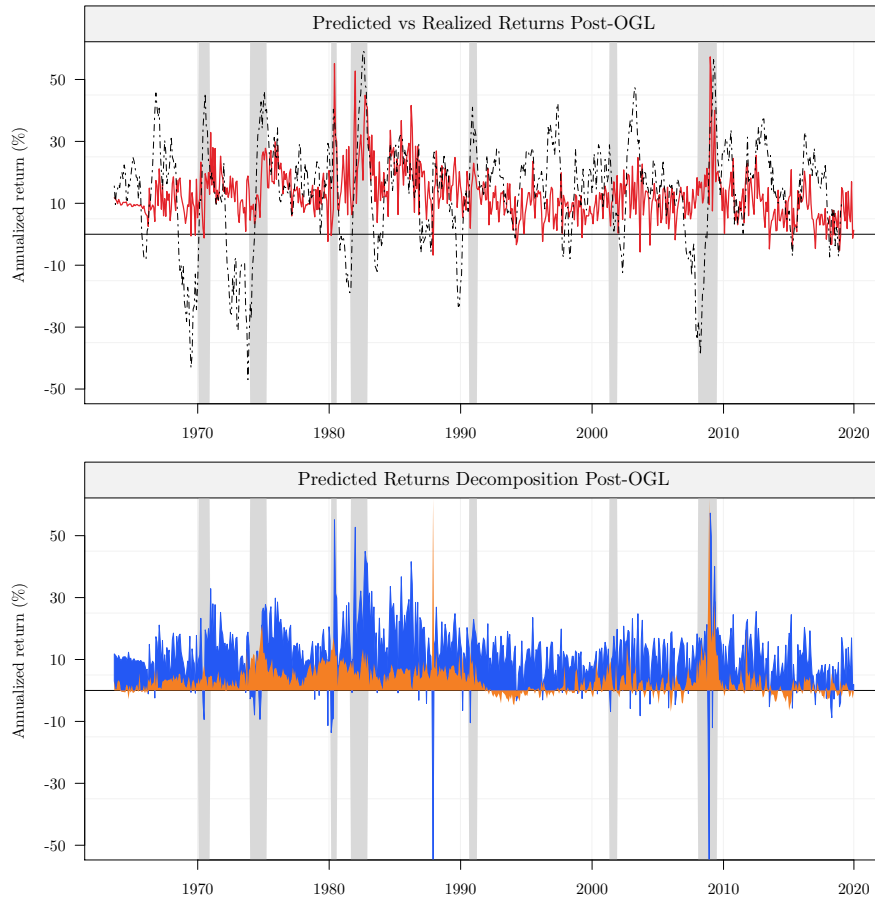 Predicted vs Realized Returns Post-OGL
Annualized return (%)
50
30
10
-10
-30
-50
1970 1980 1990 2000 2010 2020
Predicted Returns Decomposition Post-OGL
Annualized return (%)
50
30
10
-10
-30
-50
1970 1980 1990 2000 2010 2020